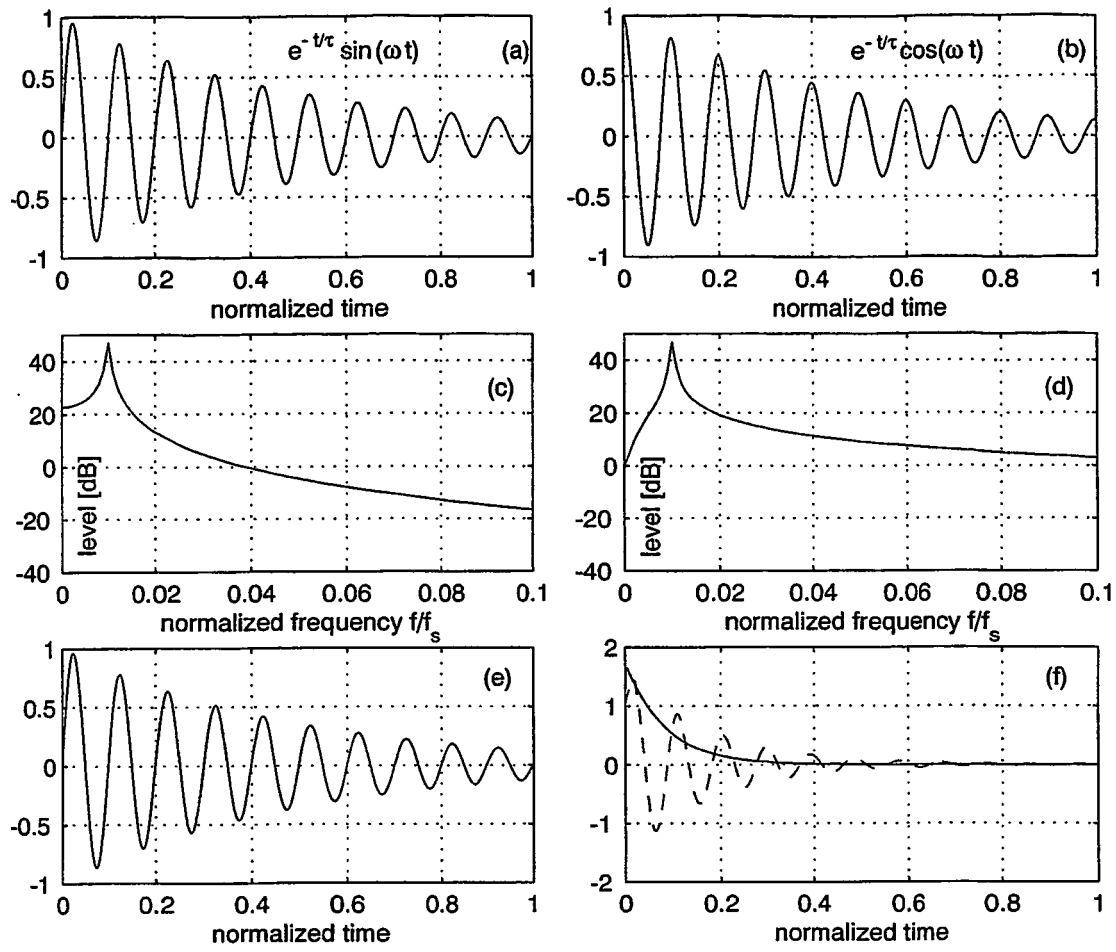 1
0.5
0
-0.5
-1
e^{-t/τ} sin(ωt) (a)
0 0.2 0.4 0.6 0.8 1
normalized time
1
0.5
0
-0.5
-1
e^{-t/τ} cos(ωt) (b)
0 0.2 0.4 0.6 0.8 1
normalized time
40
20
0
-20
-40
level [dB]
(c)
0 0.02 0.04 0.06 0.08 0.1
normalized frequency f/f_s
40
20
0
-20
-40
level [dB]
(d)
0 0.02 0.04 0.06 0.08 0.1
normalized frequency f/f_s
1
0.5
0
-0.5
-1
(e)
0 0.2 0.4 0.6 0.8 1
normalized time
2
1
0
-1
-2
(f)
0 0.2 0.4 0.6 0.8 1
normalized time